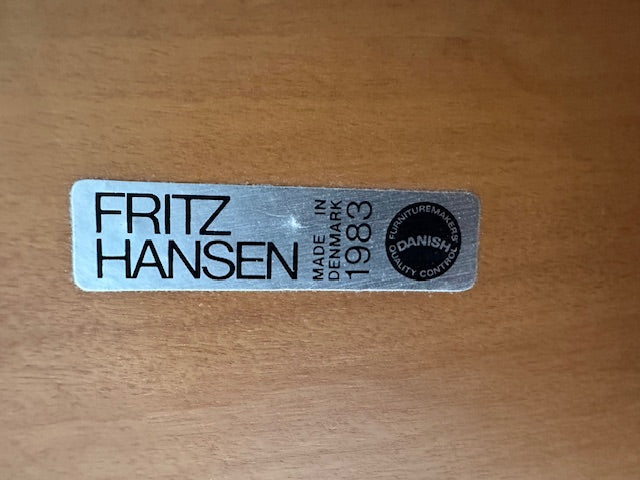 FRITZ
HANSEN
MADE IN
DENMARK
1983
FURNITUREMAKERS'
DANISH
QUALITY CONTROL